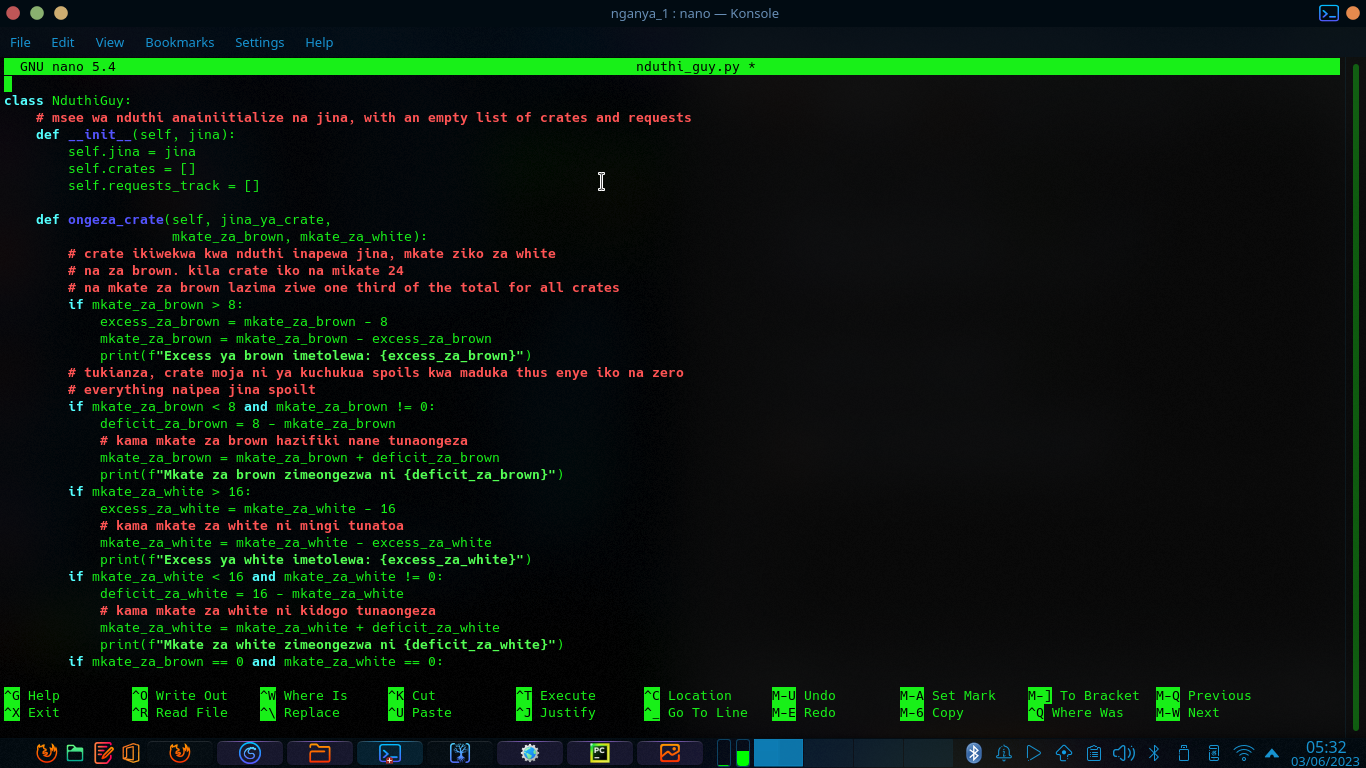 nganya_1 : nano — Konsole
File Edit View Bookmarks Settings Help
GNU nano 5.4 nduthi_guy.py *
class NduthiGuy:
    # msee wa nduthi anainiitialize na jina, with an empty list of crates and requests
    def __init__(self, jina):
        self.jina = jina
        self.crates = []
        self.requests_track = []
    def ongeza_crate(self, jina_ya_crate,
                     mkate_za_brown, mkate_za_white):
        # crate ikiwekwa kwa nduthi inapewa jina, mkate ziko za white
        # na za brown. kila crate iko na mikate 24
        # na mkate za brown lazima ziwe one third of the total for all crates
        if mkate_za_brown > 8:
            excess_za_brown = mkate_za_brown - 8
            mkate_za_brown = mkate_za_brown - excess_za_brown
            print(f"Excess ya brown imetolewa: {excess_za_brown}")
        # tukianza, crate moja ni ya kuchukua spoils kwa maduka thus enye iko na zero
        # everything naipea jina spoilt
        if mkate_za_brown < 8 and mkate_za_brown != 0:
            deficit_za_brown = 8 - mkate_za_brown
            # kama mkate za brown hazifiki nane tunaongeza
            mkate_za_brown = mkate_za_brown + deficit_za_brown
            print(f"Mkate za brown zimeongezwa ni {deficit_za_brown}")
        if mkate_za_white > 16:
            excess_za_white = mkate_za_white - 16
            # kama mkate za white ni mingi tunatoa
            mkate_za_white = mkate_za_white - excess_za_white
            print(f"Excess ya white imetolewa: {excess_za_white}")
        if mkate_za_white < 16 and mkate_za_white != 0:
            deficit_za_white = 16 - mkate_za_white
            # kama mkate za white ni kidogo tunaongeza
            mkate_za_white = mkate_za_white + deficit_za_white
            print(f"Mkate za white zimeongezwa ni {deficit_za_white}")
        if mkate_za_brown == 0 and mkate_za_white == 0:
^G Help ^O Write Out ^W Where Is ^K Cut ^T Execute ^C Location M-U Undo M-A Set Mark M-] To Bracket M-Q Previous
^X Exit ^R Read File ^\ Replace ^U Paste ^J Justify ^_ Go To Line M-E Redo M-6 Copy ^Q Where Was M-W Next
PC
05:32
03/06/2023